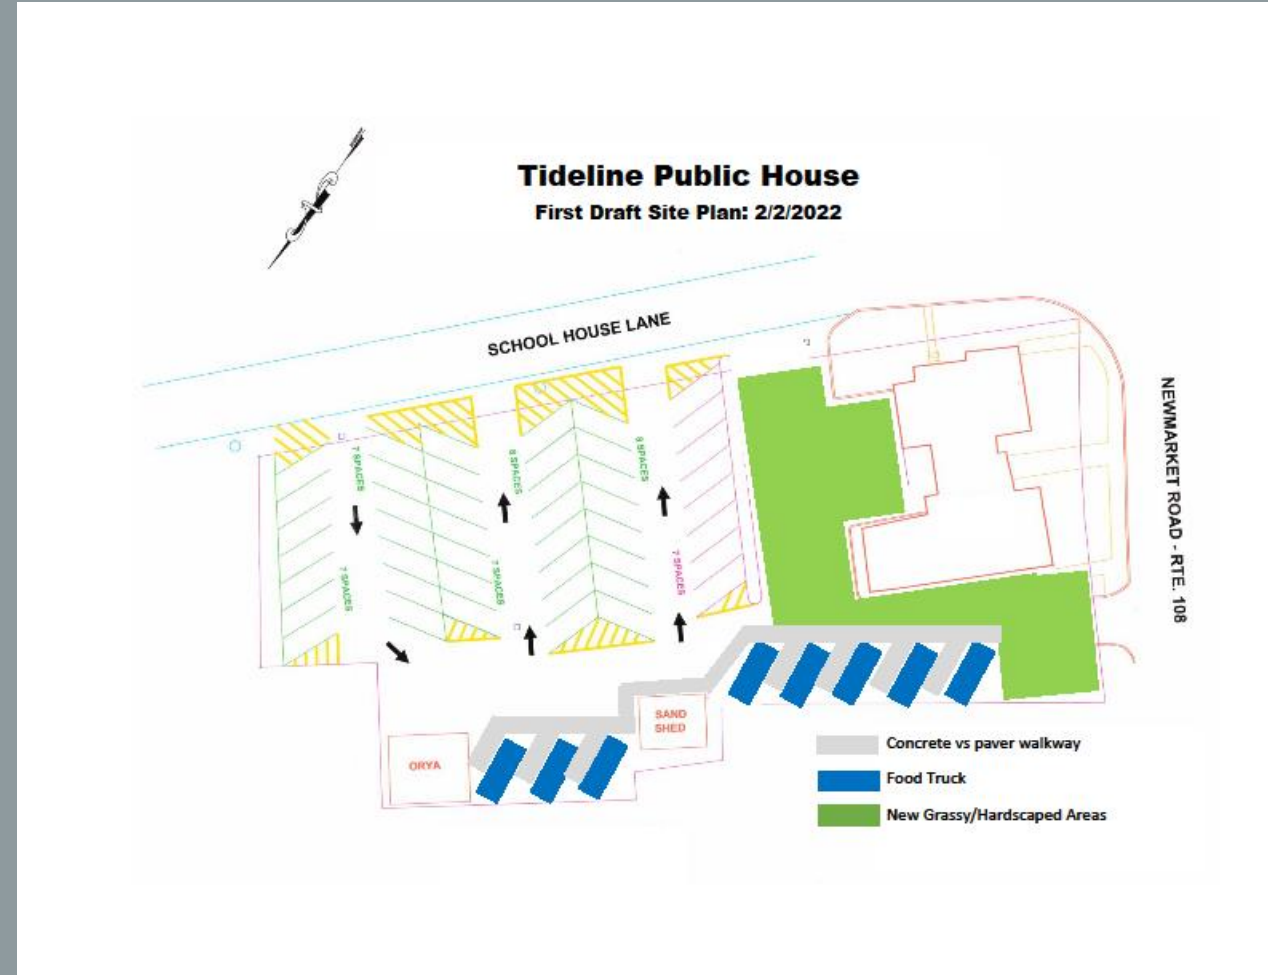 Tideline Public House
First Draft Site Plan: 2/2/2022
SCHOOL HOUSE LANE
NEWMARKET ROAD - RTE. 108
7 SPACES
8 SPACES
8 SPACES
7 SPACES
7 SPACES
7 SPACES
SAND
SHED
ORYA
Concrete vs paver walkway
Food Truck
New Grassy/Hardscaped Areas